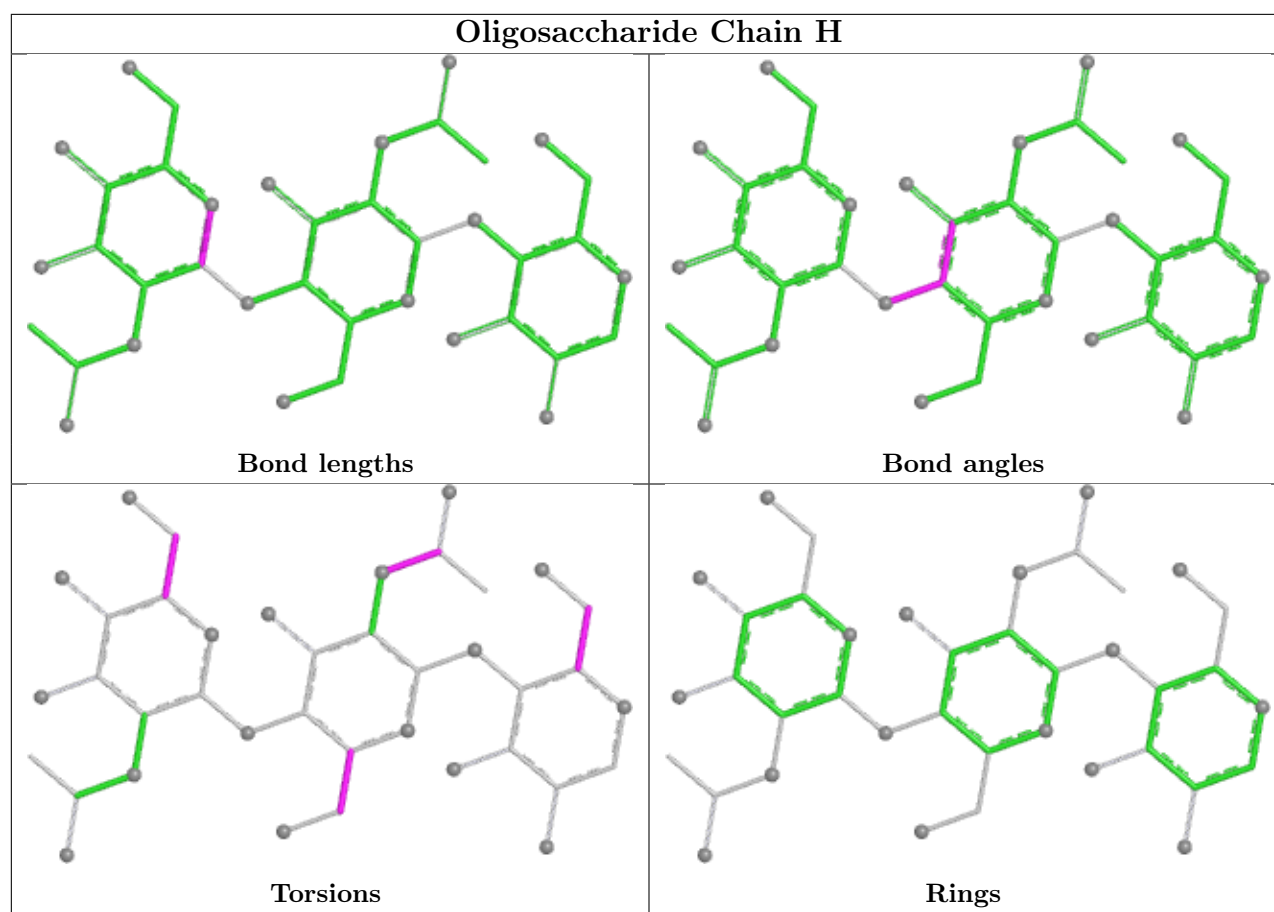 Oligosaccharide Chain H
Bond lengths
Bond angles
Torsions
Rings